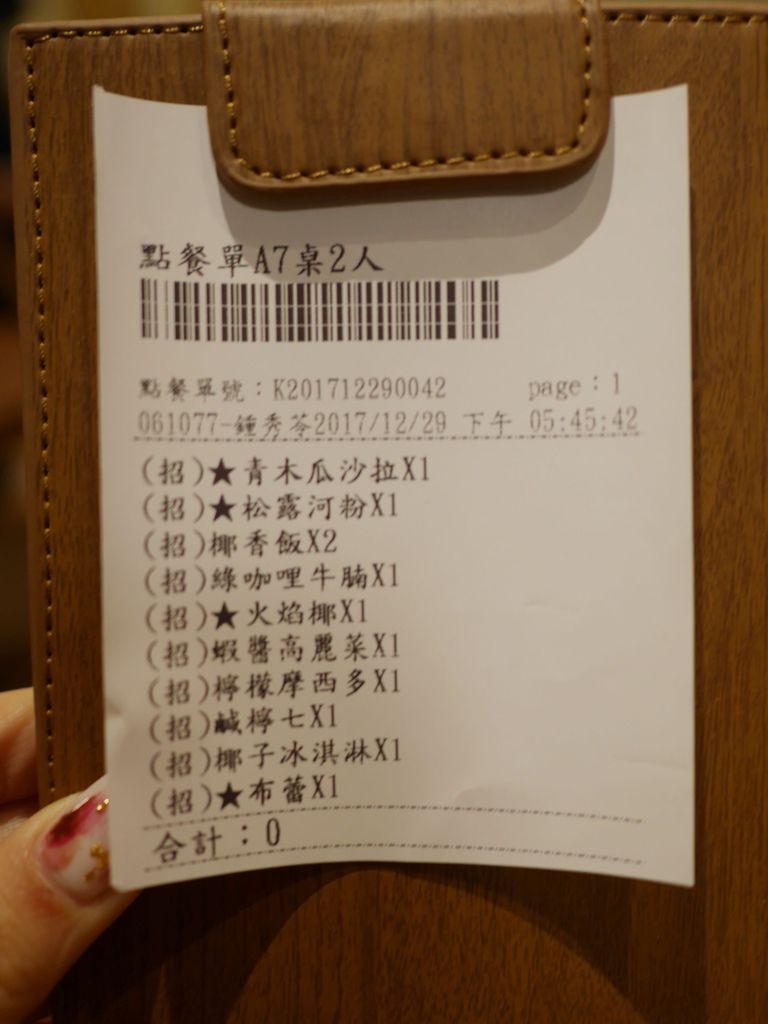 點餐單A7桌2人
點餐單號：K201712290042 page：1
061077-鍾秀苓2017/12/29 下午 05:45:42
(招)★青木瓜沙拉X1
(招)★松露河粉X1
(招)椰香飯X2
(招)綠咖哩牛腩X1
(招)★火焰椰X1
(招)蝦醬高麗菜X1
(招)檸檬摩西多X1
(招)鹹檸七X1
(招)椰子冰淇淋X1
(招)★布蕾X1
合計：0